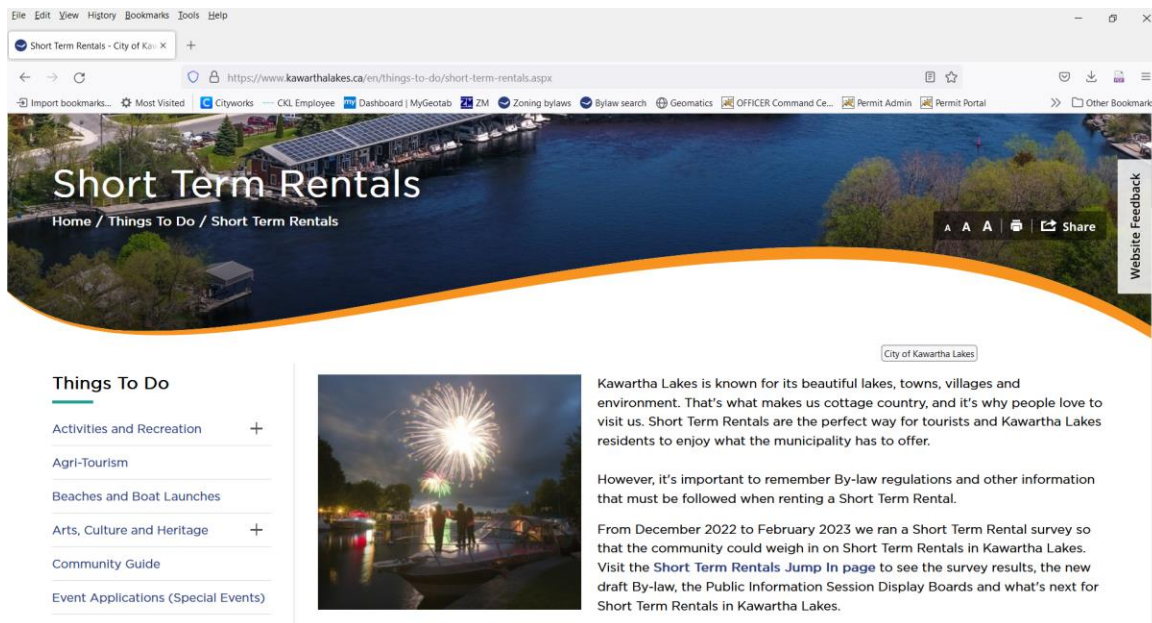 File Edit View History Bookmarks Tools Help
Short Term Rentals - City of Kaw
https://www.kawarthalakes.ca/en/things-to-do/short-term-rentals.aspx
Import bookmarks... Most Visited Cityworks CKL Employee Dashboard | MyGeotab ZM Zoning bylaws Bylaw search Geomatics OFFICER Command Ce... Permit Admin Permit Portal Other Bookmark
Short Term Rentals
Home / Things To Do / Short Term Rentals
A A A Share
Website Feedback
City of Kawartha Lakes
Things To Do
Activities and Recreation
Agri-Tourism
Beaches and Boat Launches
Arts, Culture and Heritage
Community Guide
Event Applications (Special Events)
Kawartha Lakes is known for its beautiful lakes, towns, villages and
environment. That's what makes us cottage country, and it's why people love to
visit us. Short Term Rentals are the perfect way for tourists and Kawartha Lakes
residents to enjoy what the municipality has to offer.
However, it's important to remember By-law regulations and other information
that must be followed when renting a Short Term Rental.
From December 2022 to February 2023 we ran a Short Term Rental survey so
that the community could weigh in on Short Term Rentals in Kawartha Lakes.
Visit the Short Term Rentals Jump In page to see the survey results, the new
draft By-law, the Public Information Session Display Boards and what's next for
Short Term Rentals in Kawartha Lakes.